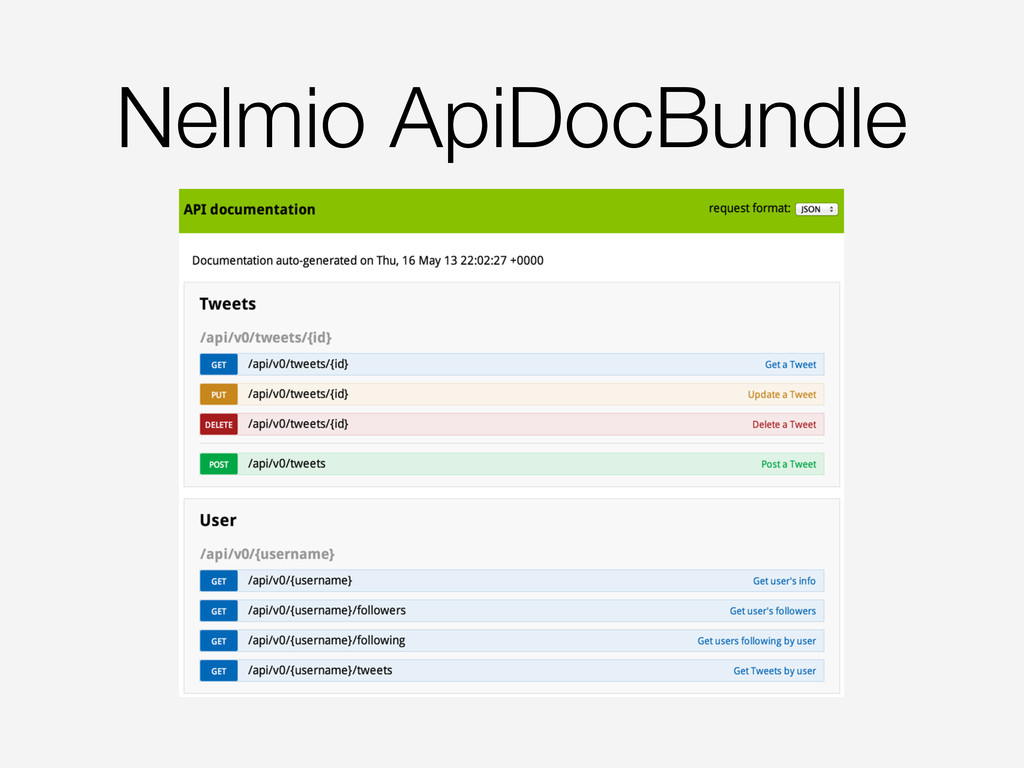 Nelmio ApiDocBundle
API documentation request format: JSON
Documentation auto-generated on Thu, 16 May 13 22:02:27 +0000
Tweets
/api/v0/tweets/{id}
GET /api/v0/tweets/{id} Get a Tweet
PUT /api/v0/tweets/{id} Update a Tweet
DELETE /api/v0/tweets/{id} Delete a Tweet
POST /api/v0/tweets Post a Tweet
User
/api/v0/{username}
GET /api/v0/{username} Get user's info
GET /api/v0/{username}/followers Get user's followers
GET /api/v0/{username}/following Get users following by user
GET /api/v0/{username}/tweets Get Tweets by user